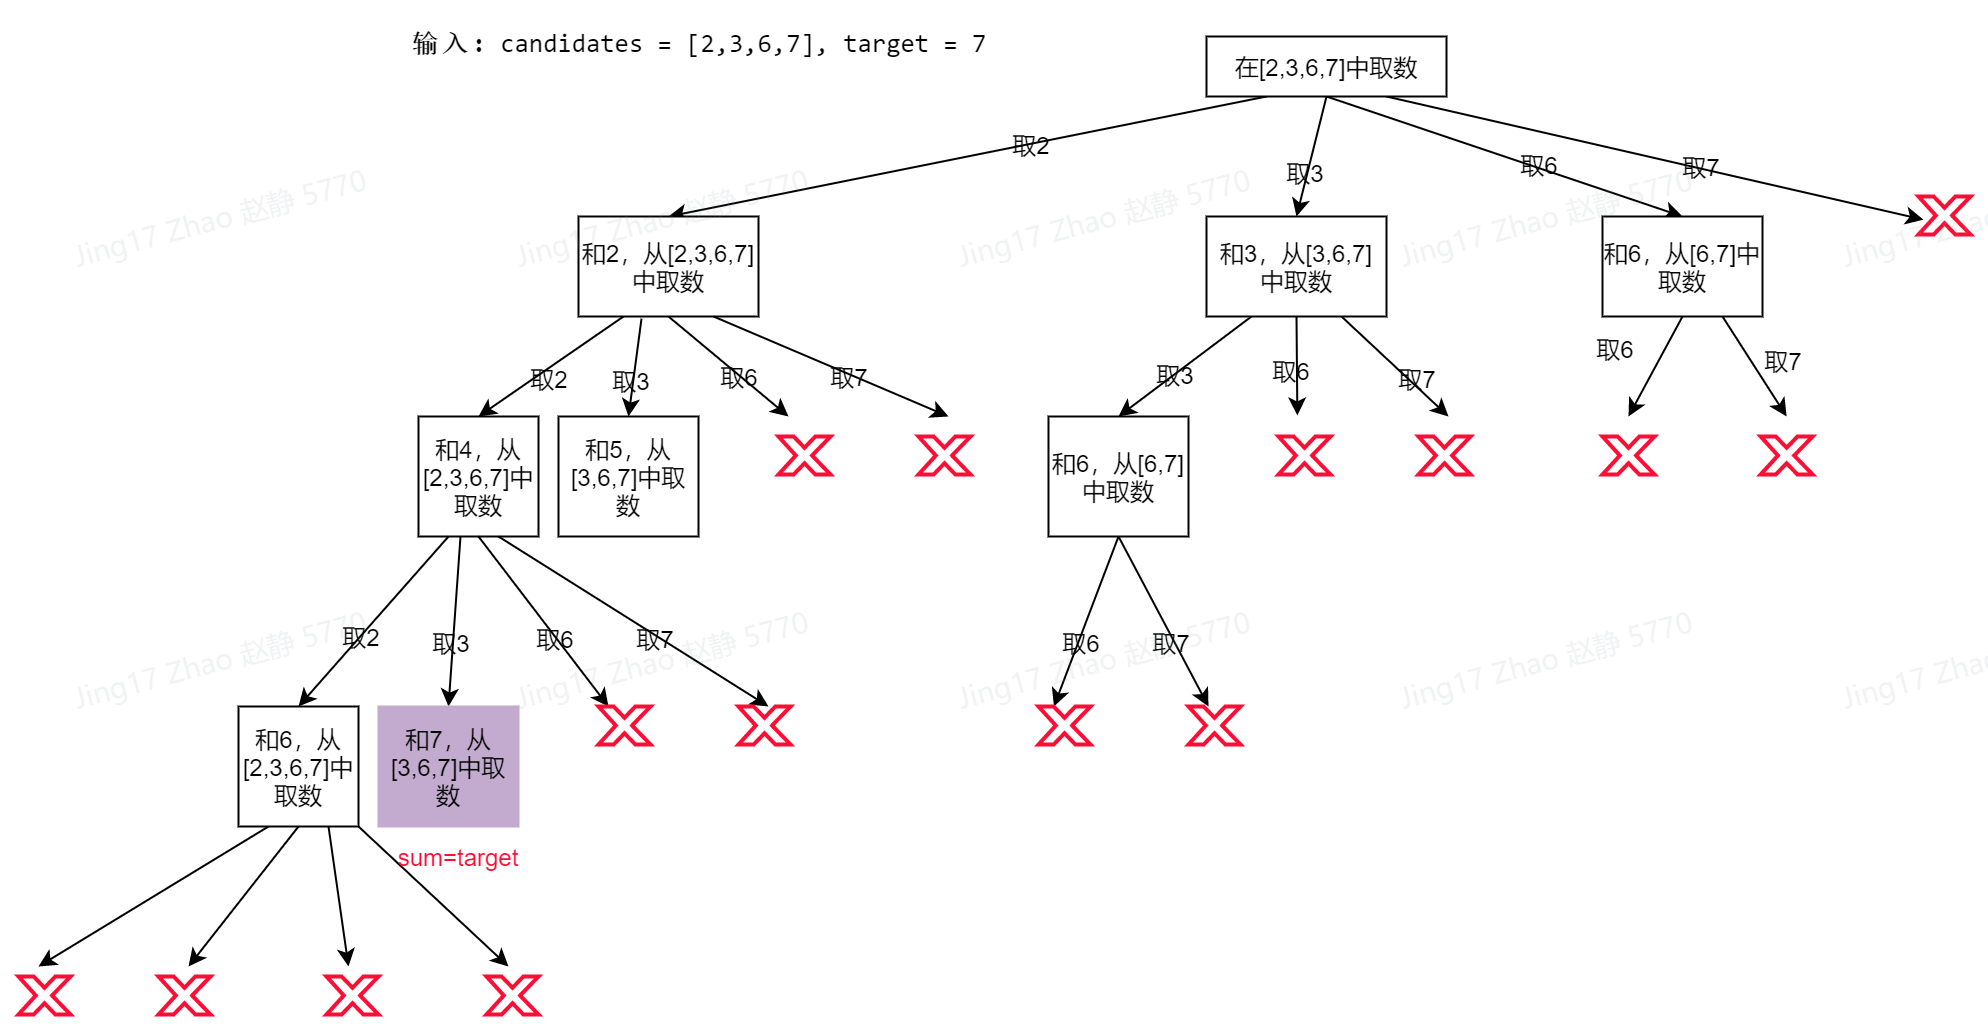 输入: candidates = [2,3,6,7], target = 7
在[2,3,6,7]中取数
取2
取3
取6
取7
和2，从[2,3,6,7]
中取数
和3，从[3,6,7]
中取数
和6，从[6,7]中
取数
取2
取3
取6
取7
取3
取6
取7
取6
取7
和4，从
[2,3,6,7]中
取数
和5，从
[3,6,7]中取
数
和6，从[6,7]
中取数
取2
取3
取6
取7
取6
取7
和6，从
[2,3,6,7]中
取数
和7，从
[3,6,7]中取
数
sum=target
Jing17 Zhao 赵静 5770
Jing17 Zhao 赵静 5770
Jing17 Zhao 赵静 5770
Jing17 Zhao 赵静 5770
Jing17 Zhao
Jing17 Zhao 赵静 5770
Jing17 Zhao 赵静 5770
Jing17 Zhao 赵静 5770
Jing17 Zhao 赵静 5770
Jing17 Zhao